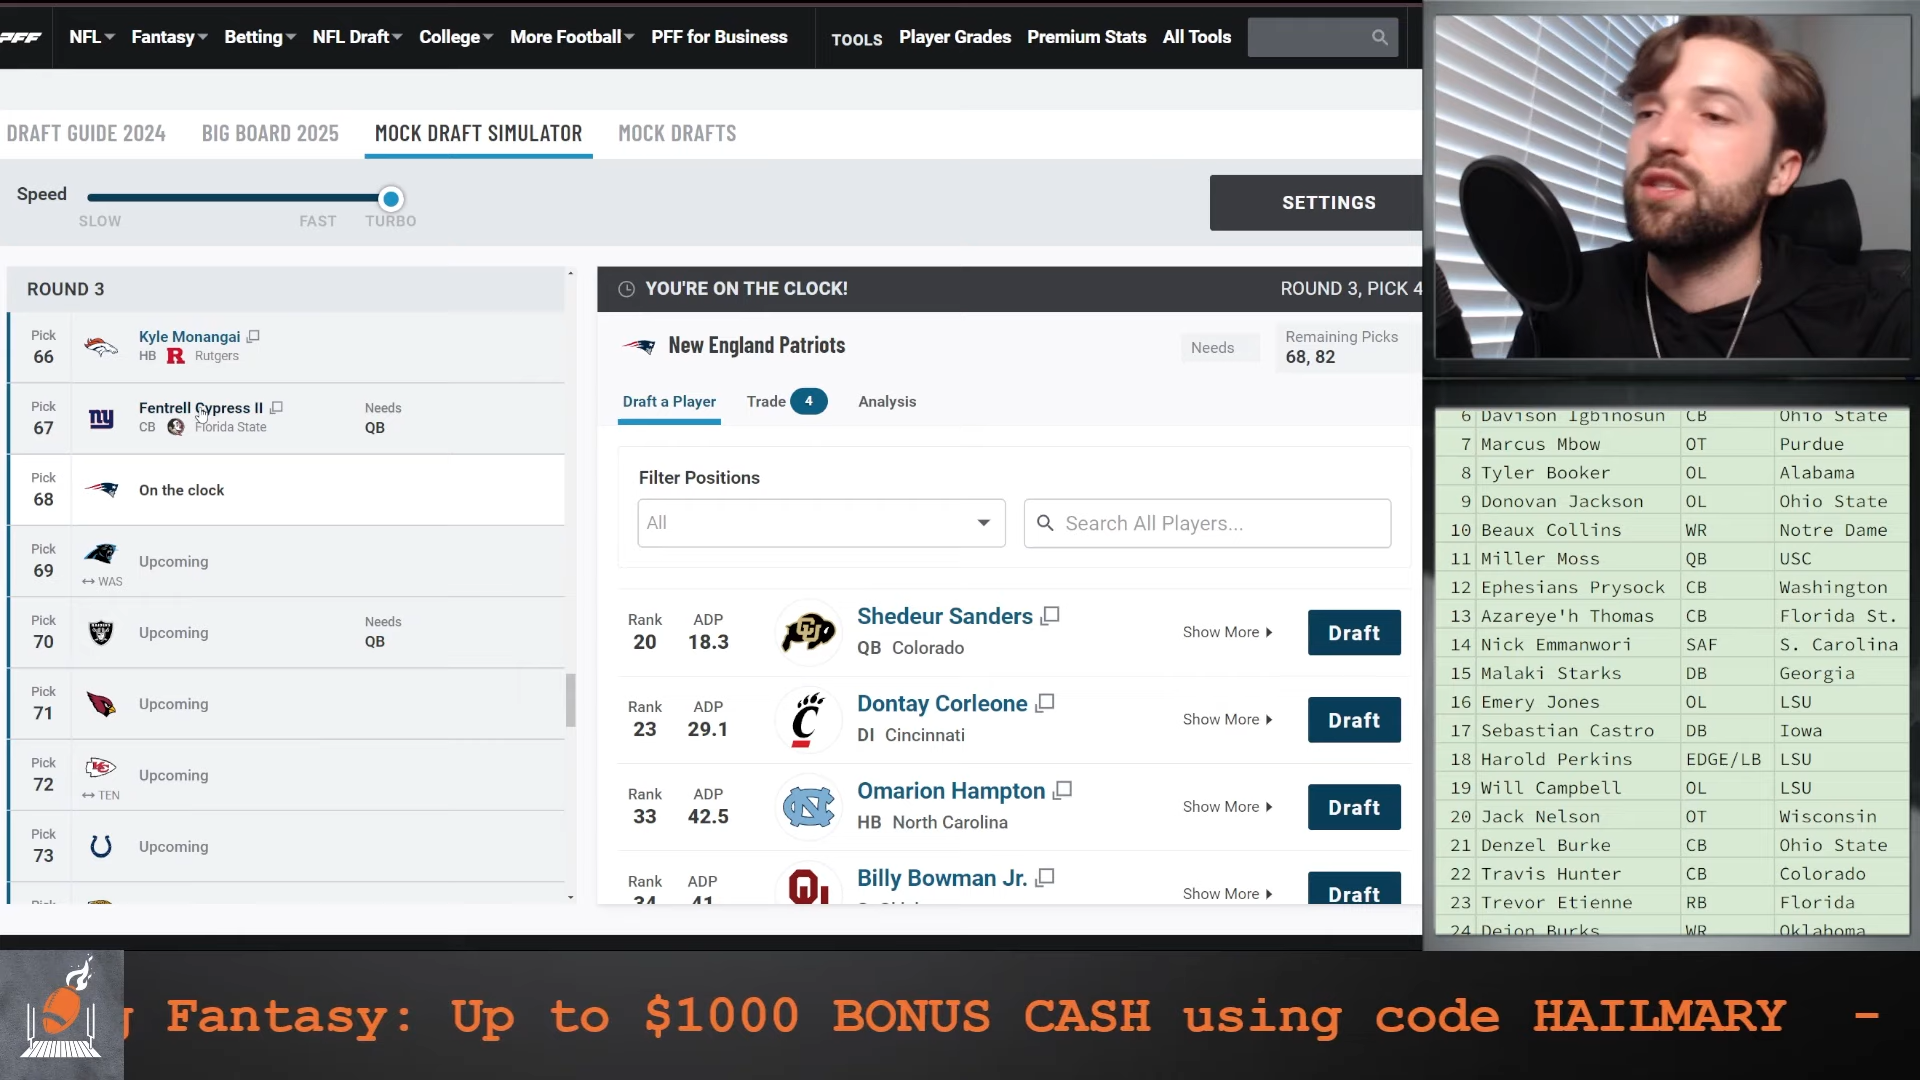 PFF NFL Fantasy Betting NFL Draft College More Football PFF for Business TOOLS Player Grades Premium Stats All Tools
DRAFT GUIDE 2024 BIG BOARD 2025 MOCK DRAFT SIMULATOR MOCK DRAFTS
Speed
SLOW FAST TURBO
SETTINGS
ROUND 3
Pick 66 Kyle Monangai
HB R Rutgers
Pick 67 ny Fentrell Cypress II Needs
CB Florida State QB
Pick 68 On the clock
Pick 69 Upcoming
↔ WAS
Pick 70 Upcoming Needs
QB
Pick 71 Upcoming
Pick 72 KC Upcoming
↔ TEN
Pick 73 Upcoming
YOU'RE ON THE CLOCK! ROUND 3, PICK 4
New England Patriots Needs Remaining Picks
68, 82
Draft a Player Trade 4 Analysis
Filter Positions
All Search All Players...
Rank 20 ADP 18.3 CU Shedeur Sanders Show More Draft
QB Colorado
Rank 23 ADP 29.1 C Dontay Corleone Show More Draft
DI Cincinnati
Rank 33 ADP 42.5 NC Omarion Hampton Show More Draft
HB North Carolina
Rank 34 ADP 41 OU Billy Bowman Jr. Show More Draft
6 Davison Igbinosun CB Ohio State
7 Marcus Mbow OT Purdue
8 Tyler Booker OL Alabama
9 Donovan Jackson OL Ohio State
10 Beaux Collins WR Notre Dame
11 Miller Moss QB USC
12 Ephesians Prysock CB Washington
13 Azareye'h Thomas CB Florida St.
14 Nick Emmanwori SAF S. Carolina
15 Malaki Starks DB Georgia
16 Emery Jones OL LSU
17 Sebastian Castro DB Iowa
18 Harold Perkins EDGE/LB LSU
19 Will Campbell OL LSU
20 Jack Nelson OT Wisconsin
21 Denzel Burke CB Ohio State
22 Travis Hunter CB Colorado
23 Trevor Etienne RB Florida
24 Deion Burks WR Oklahoma
Fantasy: Up to $1000 BONUS CASH using code HAILMARY -